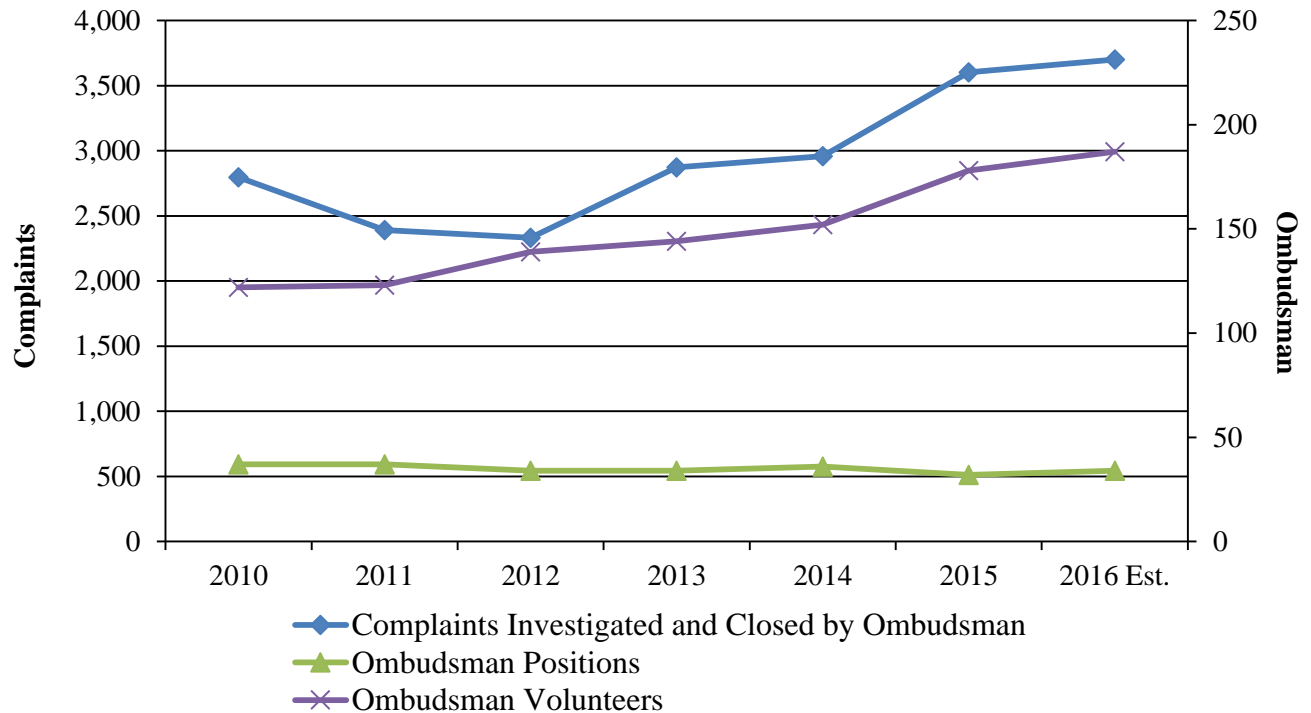 4,000
3,500
3,000
2,500
2,000
1,500
1,000
500
0
Complaints
250
200
150
100
50
0
Ombudsman
2010 2011 2012 2013 2014 2015 2016 Est.
Complaints Investigated and Closed by Ombudsman
Ombudsman Positions
Ombudsman Volunteers